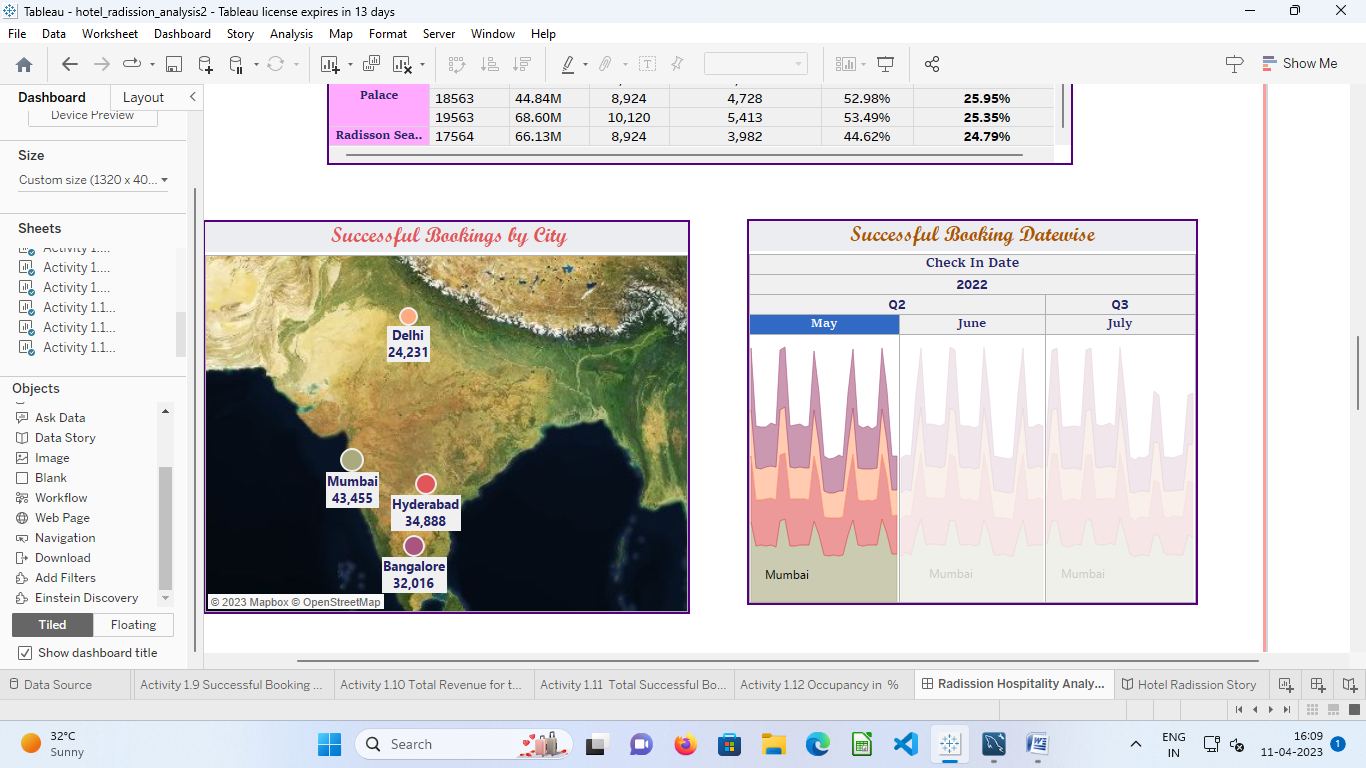 Tableau - hotel_radission_analysis2 - Tableau license expires in 13 days
File Data Worksheet Dashboard Story Analysis Map Format Server Window Help
Show Me
Dashboard Layout
Device Preview
Size
Custom size (1320 x 40...
Sheets
Activity 1....
Activity 1....
Activity 1....
Activity 1.1...
Activity 1.1...
Activity 1.1...
Objects
Ask Data
Data Story
Image
Blank
Workflow
Web Page
Navigation
Download
Add Filters
Einstein Discovery
Tiled Floating
Show dashboard title
Palace 18563 44.84M 8,924 4,728 52.98% 25.95%
19563 68.60M 10,120 5,413 53.49% 25.35%
Radisson Sea.. 17564 66.13M 8,924 3,982 44.62% 24.79%
Successful Bookings by City
Delhi
24,231
Mumbai
43,455
Hyderabad
34,888
Bangalore
32,016
© 2023 Mapbox © OpenStreetMap
Successful Booking Datewise
Check In Date
2022
Q2 Q3
May June July
Mumbai Mumbai Mumbai
Data Source Activity 1.9 Successful Booking ... Activity 1.10 Total Revenue for t... Activity 1.11 Total Successful Bo... Activity 1.12 Occupancy in % Radission Hospitality Analy... Hotel Radission Story
32°C
Sunny
Search
ENG
IN
16:09
11-04-2023
1